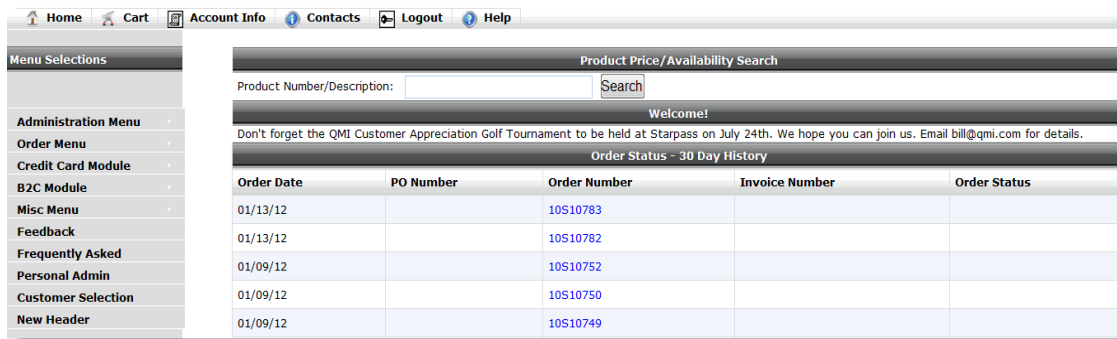 Home Cart Account Info Contacts Logout Help
Menu Selections
Administration Menu
Order Menu
Credit Card Module
B2C Module
Misc Menu
Feedback
Frequently Asked
Personal Admin
Customer Selection
New Header
Product Price/Availability Search
Product Number/Description: Search
Welcome!
Don't forget the QMI Customer Appreciation Golf Tournament to be held at Starpass on July 24th. We hope you can join us. Email bill@qmi.com for details.
Order Status - 30 Day History
Order Date PO Number Order Number Invoice Number Order Status
01/13/12 10S10783
01/13/12 10S10782
01/09/12 10S10752
01/09/12 10S10750
01/09/12 10S10749